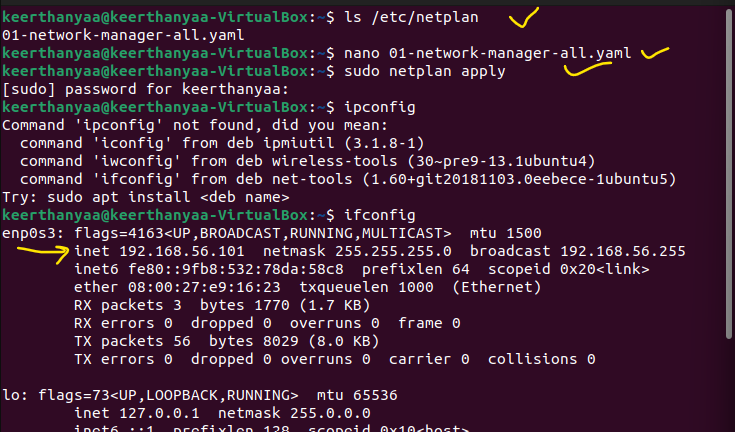 keerthanyaa@keerthanyaa-VirtualBox:~$ ls /etc/netplan
01-network-manager-all.yaml
keerthanyaa@keerthanyaa-VirtualBox:~$ nano 01-network-manager-all.yaml
keerthanyaa@keerthanyaa-VirtualBox:~$ sudo netplan apply
[sudo] password for keerthanyaa:
keerthanyaa@keerthanyaa-VirtualBox:~$ ipconfig
Command 'ipconfig' not found, did you mean:
  command 'iconfig' from deb ipmiutil (3.1.8-1)
  command 'iwconfig' from deb wireless-tools (30~pre9-13.1ubuntu4)
  command 'ifconfig' from deb net-tools (1.60+git20181103.0eebece-1ubuntu5)
Try: sudo apt install <deb name>
keerthanyaa@keerthanyaa-VirtualBox:~$ ifconfig
enp0s3: flags=4163<UP,BROADCAST,RUNNING,MULTICAST>  mtu 1500
        inet 192.168.56.101  netmask 255.255.255.0  broadcast 192.168.56.255
        inet6 fe80::9fb8:532:78da:58c8  prefixlen 64  scopeid 0x20<link>
        ether 08:00:27:e9:16:23  txqueuelen 1000  (Ethernet)
        RX packets 3  bytes 1770 (1.7 KB)
        RX errors 0  dropped 0  overruns 0  frame 0
        TX packets 56  bytes 8029 (8.0 KB)
        TX errors 0  dropped 0 overruns 0  carrier 0  collisions 0
lo: flags=73<UP,LOOPBACK,RUNNING>  mtu 65536
        inet 127.0.0.1  netmask 255.0.0.0
        inet6 ::1  prefixlen 128  scopeid 0x10<host>